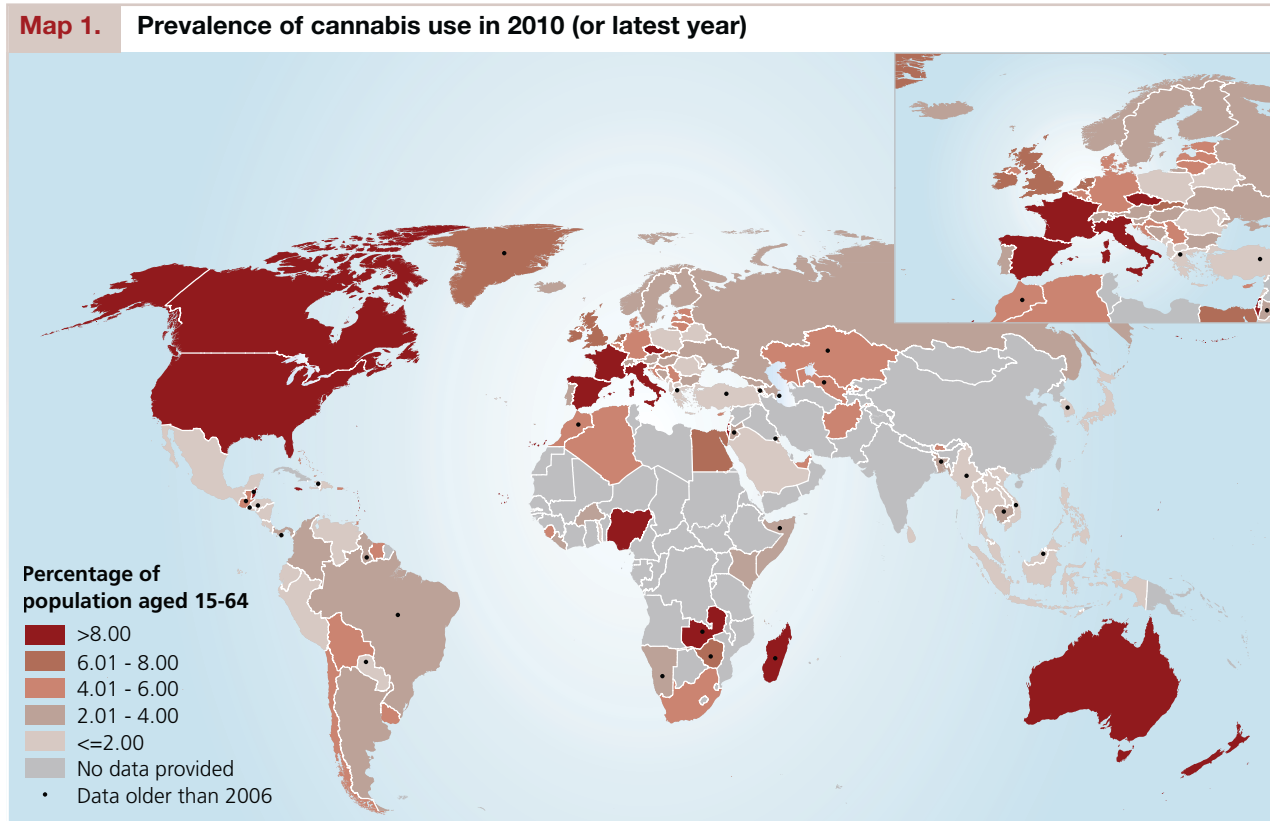 Map 1. Prevalence of cannabis use in 2010 (or latest year)
Percentage of
population aged 15-64
>8.00
6.01 - 8.00
4.01 - 6.00
2.01 - 4.00
<=2.00
No data provided
Data older than 2006